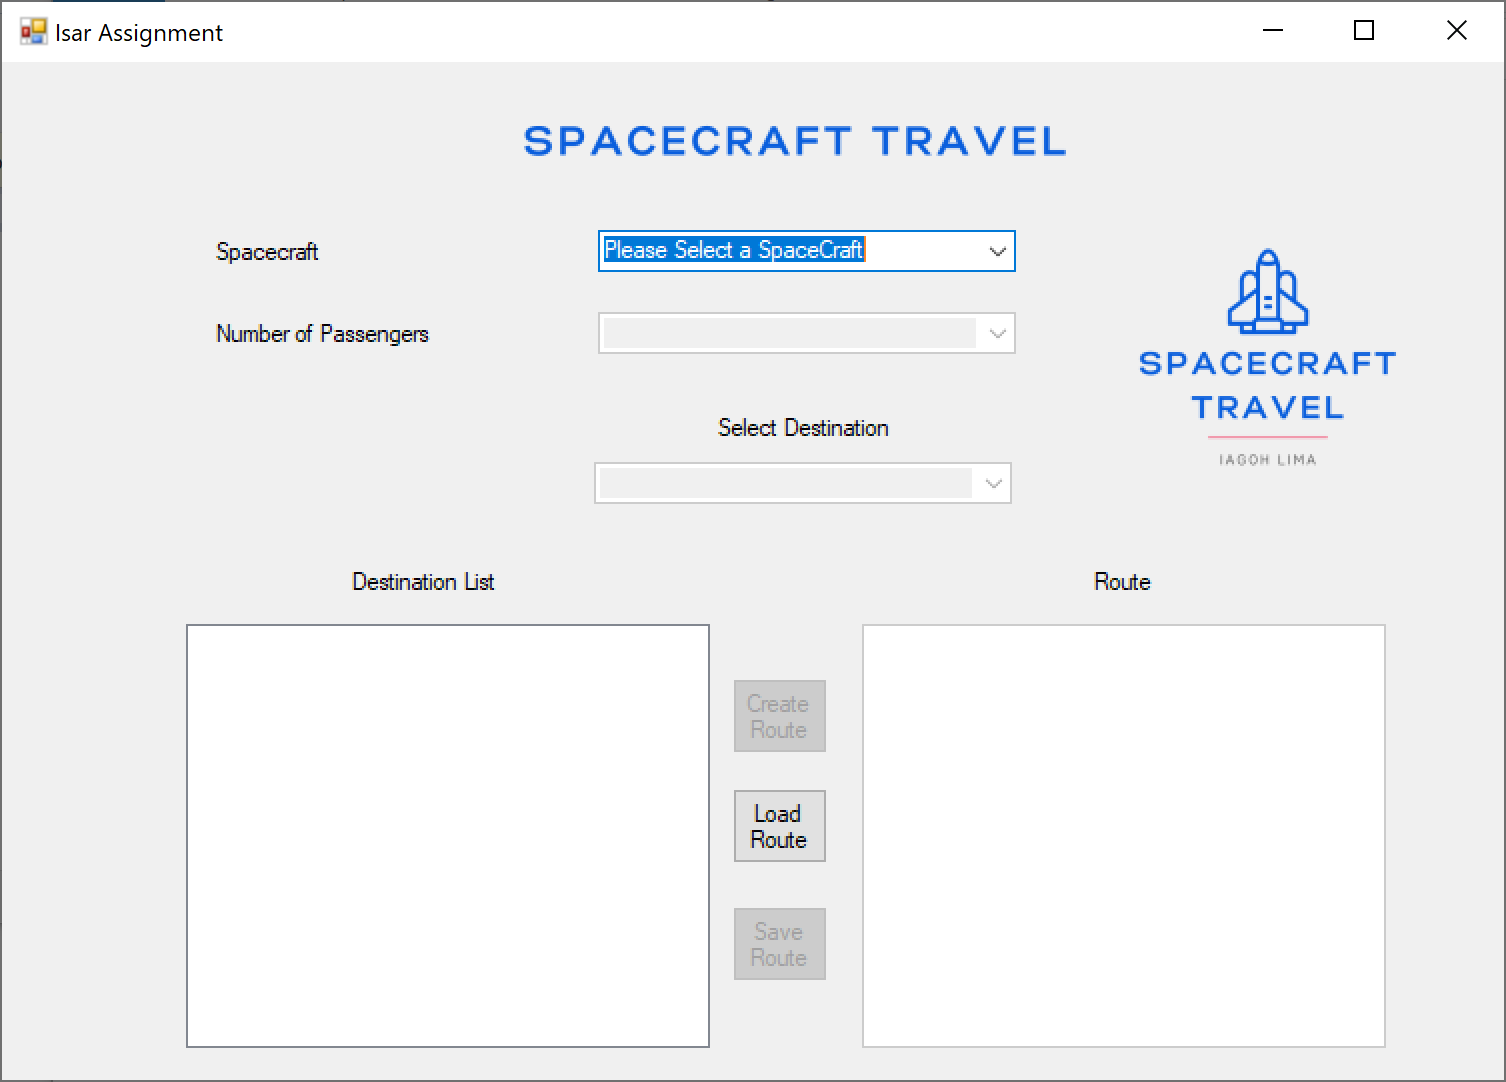 Isar Assignment
SPACECRAFT TRAVEL
Spacecraft
Please Select a SpaceCraft
Number of Passengers
SPACECRAFT
TRAVEL
IAGOH LIMA
Select Destination
Destination List
Route
Create
Route
Load
Route
Save
Route